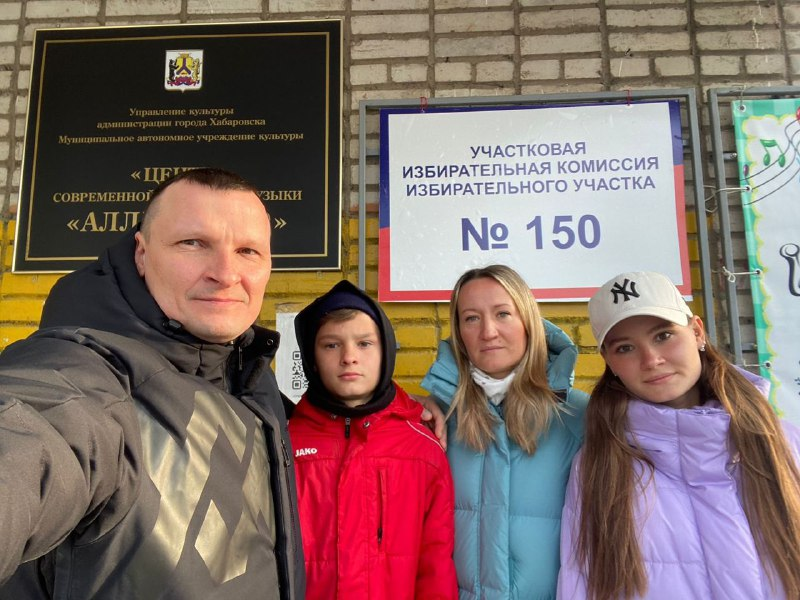 Управление культуры
администрации города Хабаровска
Муниципальное автономное учреждение культуры
СОВРЕМЕННОЙ
УЧАСТКОВАЯ
ИЗБИРАТЕЛЬНАЯ КОМИССИЯ
ИЗБИРАТЕЛЬНОГО УЧАСТКА
№ 150
JAKO
NY